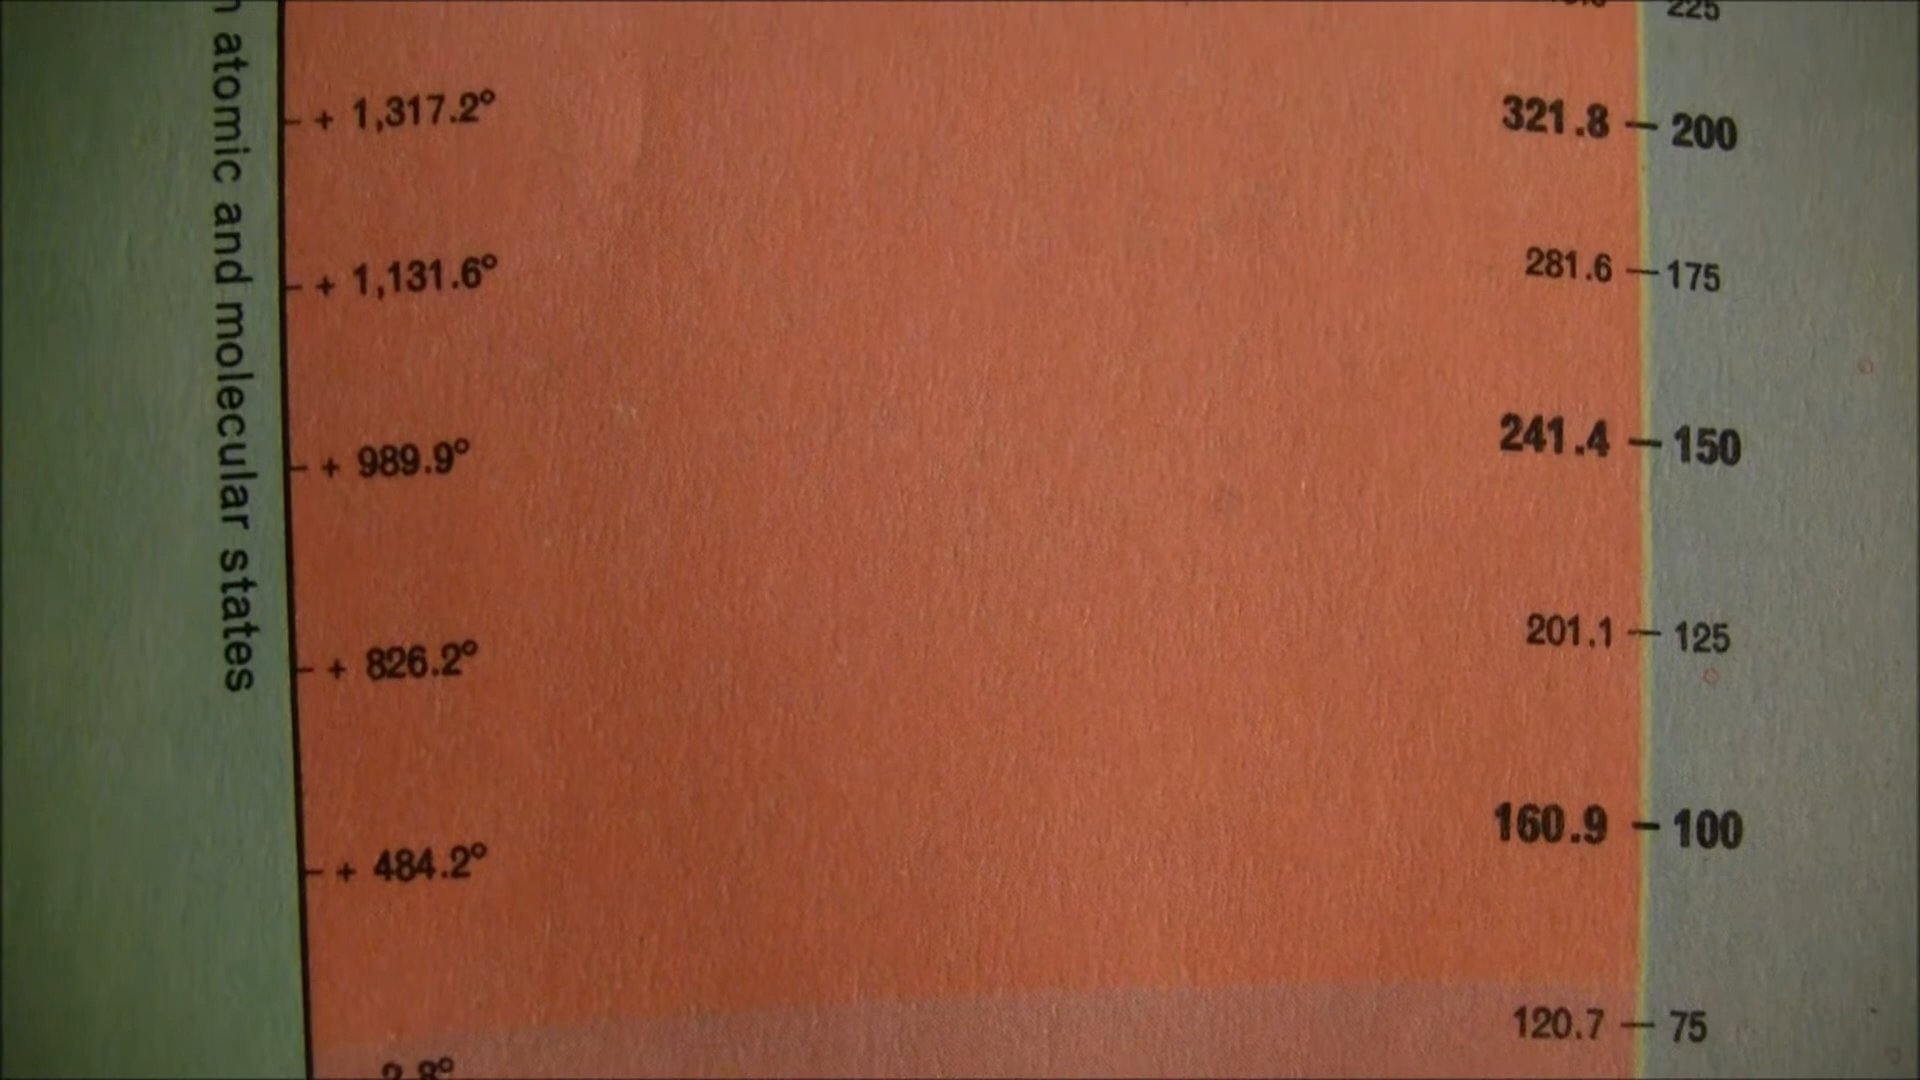 225
+ 1,317.2°
321.8 – 200
+ 1,131.6°
281.6 – 175
atomic and molecular states
+ 989.9°
241.4 – 150
+ 826.2°
201.1 – 125
+ 484.2°
160.9 – 100
120.7 – 75